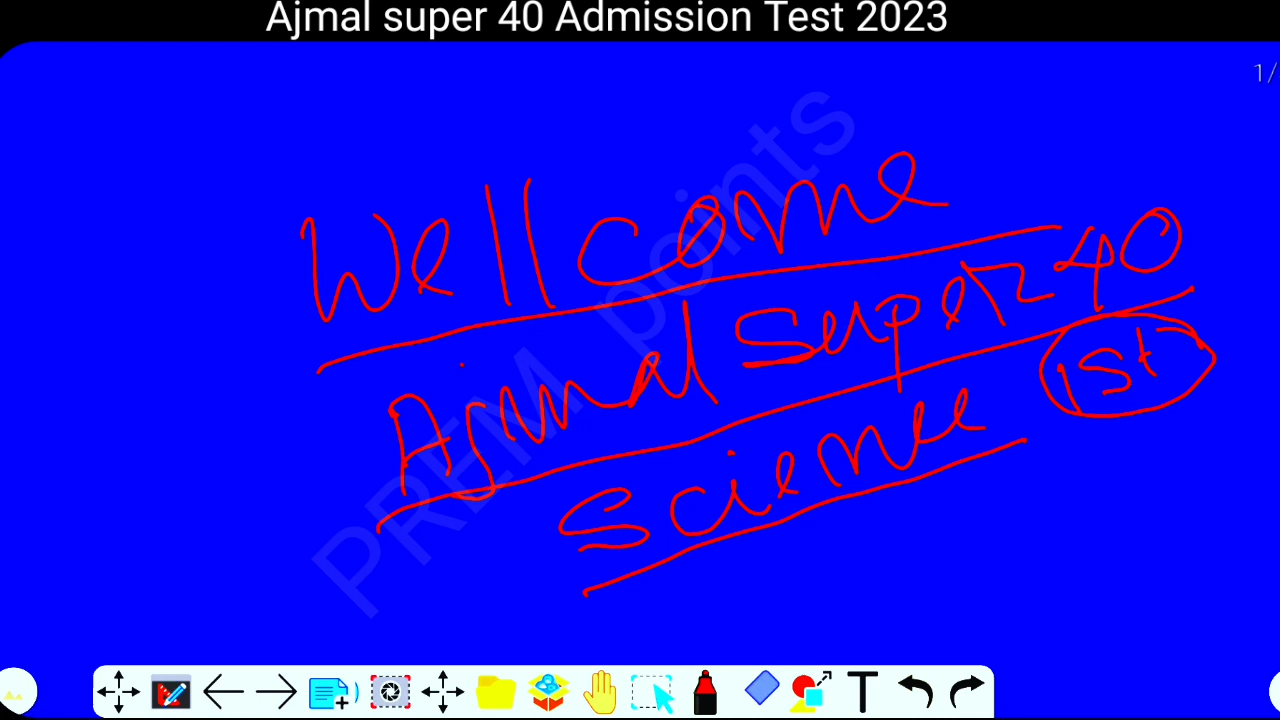 Ajmal super 40 Admission Test 2023
1/
Wellcome
Ajmal Super 40
1st
Science
PREM points